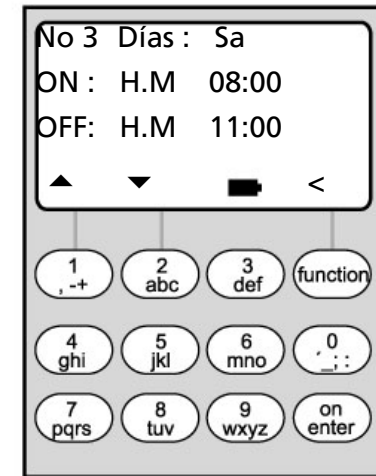 No 3 Días : Sa
ON : H.M 08:00
OFF: H.M 11:00
<
1 2 3 function
, -+ abc def
4 5 6 0
ghi jkl mno ´_; :
7 8 9 on
pqrs tuv wxyz enter